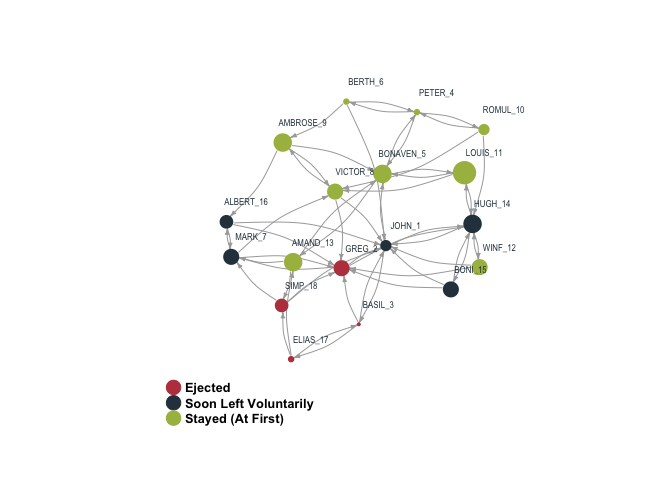 BERTH_6
PETER_4
ROMUL_10
AMBROSE_9
BONAVEN_5
LOUIS_11
VICTOR_8
ALBERT_16
HUGH_14
JOHN_1
MARK_7
AMAND_13
GREG_2
WINF_12
BONI_15
SIMP_18
BASIL_3
ELIAS_17
Ejected
Soon Left Voluntarily
Stayed (At First)